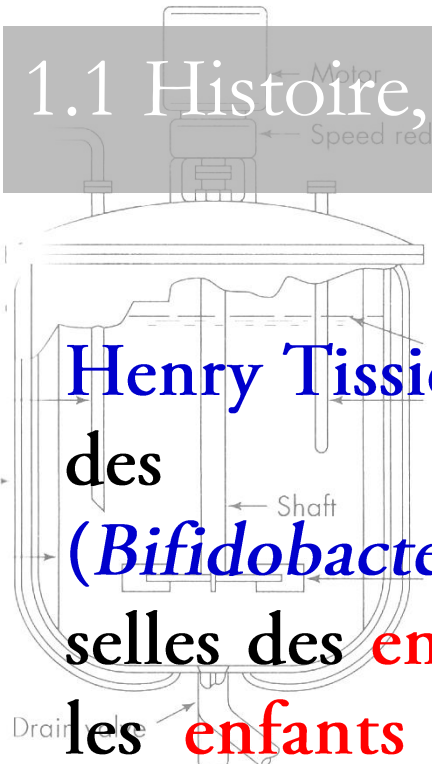 1.1 Histoire,
Motor
Speed red
Henry Tissi
des
Shaft
(Bifidobacte
selles des en
les enfants
Drain valve